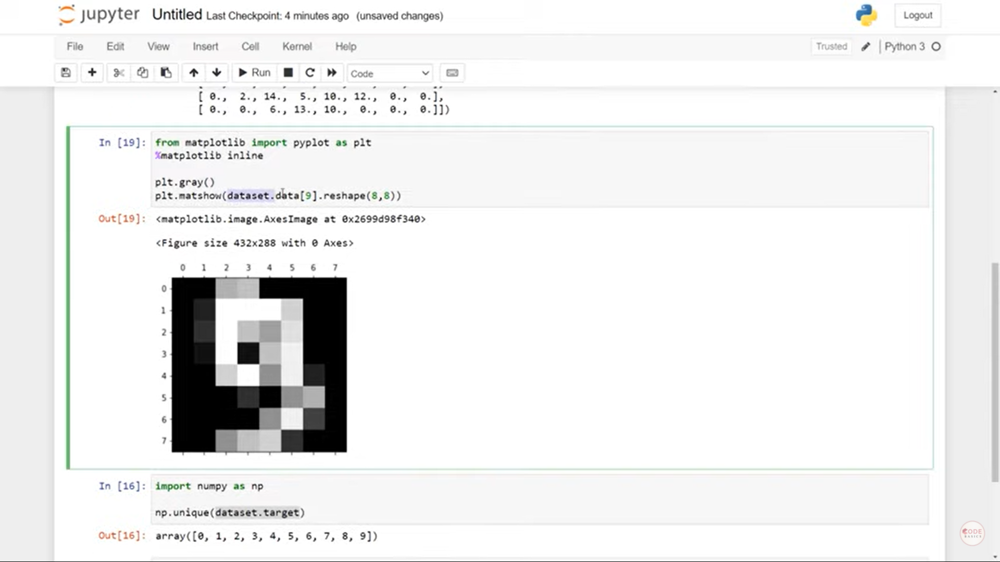 jupyter Untitled Last Checkpoint: 4 minutes ago (unsaved changes) Logout
File Edit View Insert Cell Kernel Help Trusted Python 3
Run Code
[ 0., 2., 14., 5., 10., 12., 0., 0.],
[ 0., 0., 6., 13., 10., 0., 0., 0.]])
In [19]: from matplotlib import pyplot as plt
%matplotlib inline
plt.gray()
plt.matshow(dataset.data[9].reshape(8,8))
Out[19]: <matplotlib.image.AxesImage at 0x2699d98f340>
<Figure size 432x288 with 0 Axes>
0 1 2 3 4 5 6 7
0
1
2
3
4
5
6
7
In [16]: import numpy as np
np.unique(dataset.target)
Out[16]: array([0, 1, 2, 3, 4, 5, 6, 7, 8, 9])
CODE
BASICS